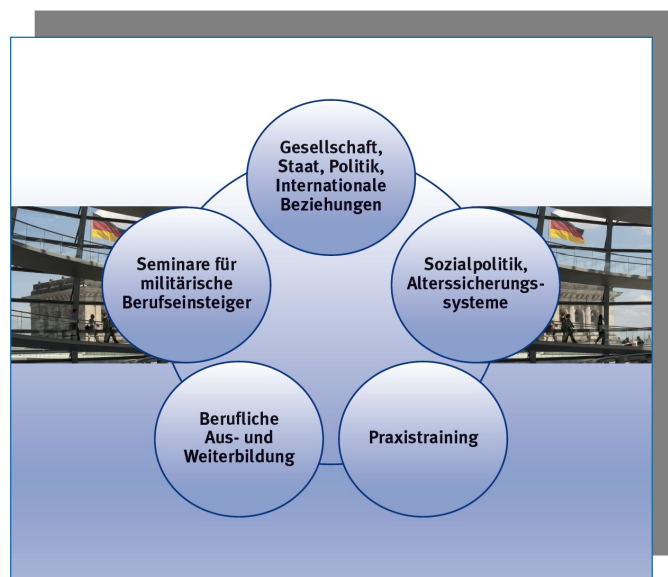 Gesellschaft,
Staat, Politik,
Internationale
Beziehungen
Seminare für
militärische
Berufseinsteiger
Sozialpolitik,
Alterssicherungs-
systeme
Berufliche
Aus- und
Weiterbildung
Praxistraining